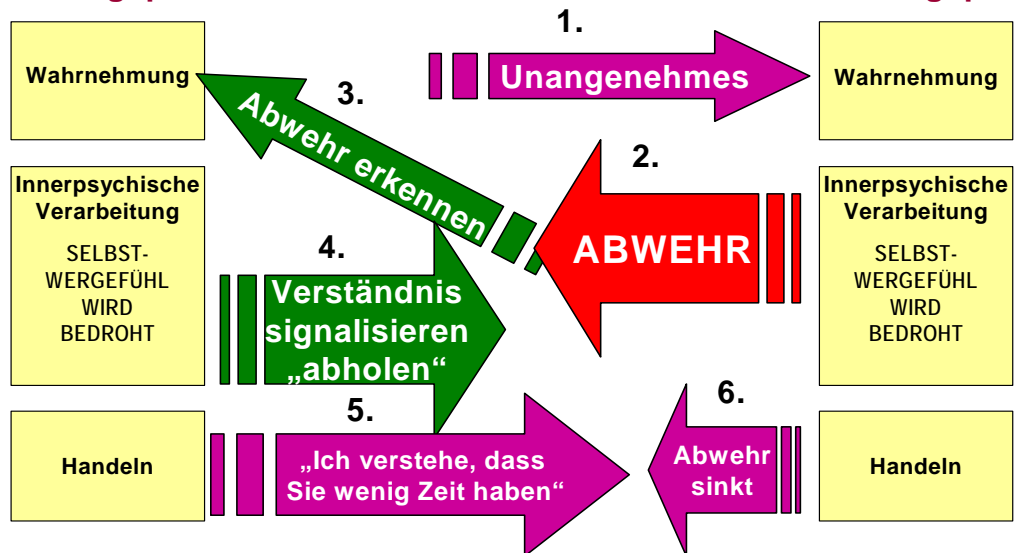 1.
Wahrnehmung
Unangenehmes
Wahrnehmung
3.
Abwehr erkennen
2.
Innerpsychische
Verarbeitung
SELBST-
WERGEFÜHL
WIRD
BEDROHT
ABWEHR
Innerpsychische
Verarbeitung
SELBST-
WERGEFÜHL
WIRD
BEDROHT
4.
Verständnis
signalisieren
„abholen“
5.
6.
Handeln
„Ich verstehe, dass
Sie wenig Zeit haben“
Abwehr
sinkt
Handeln